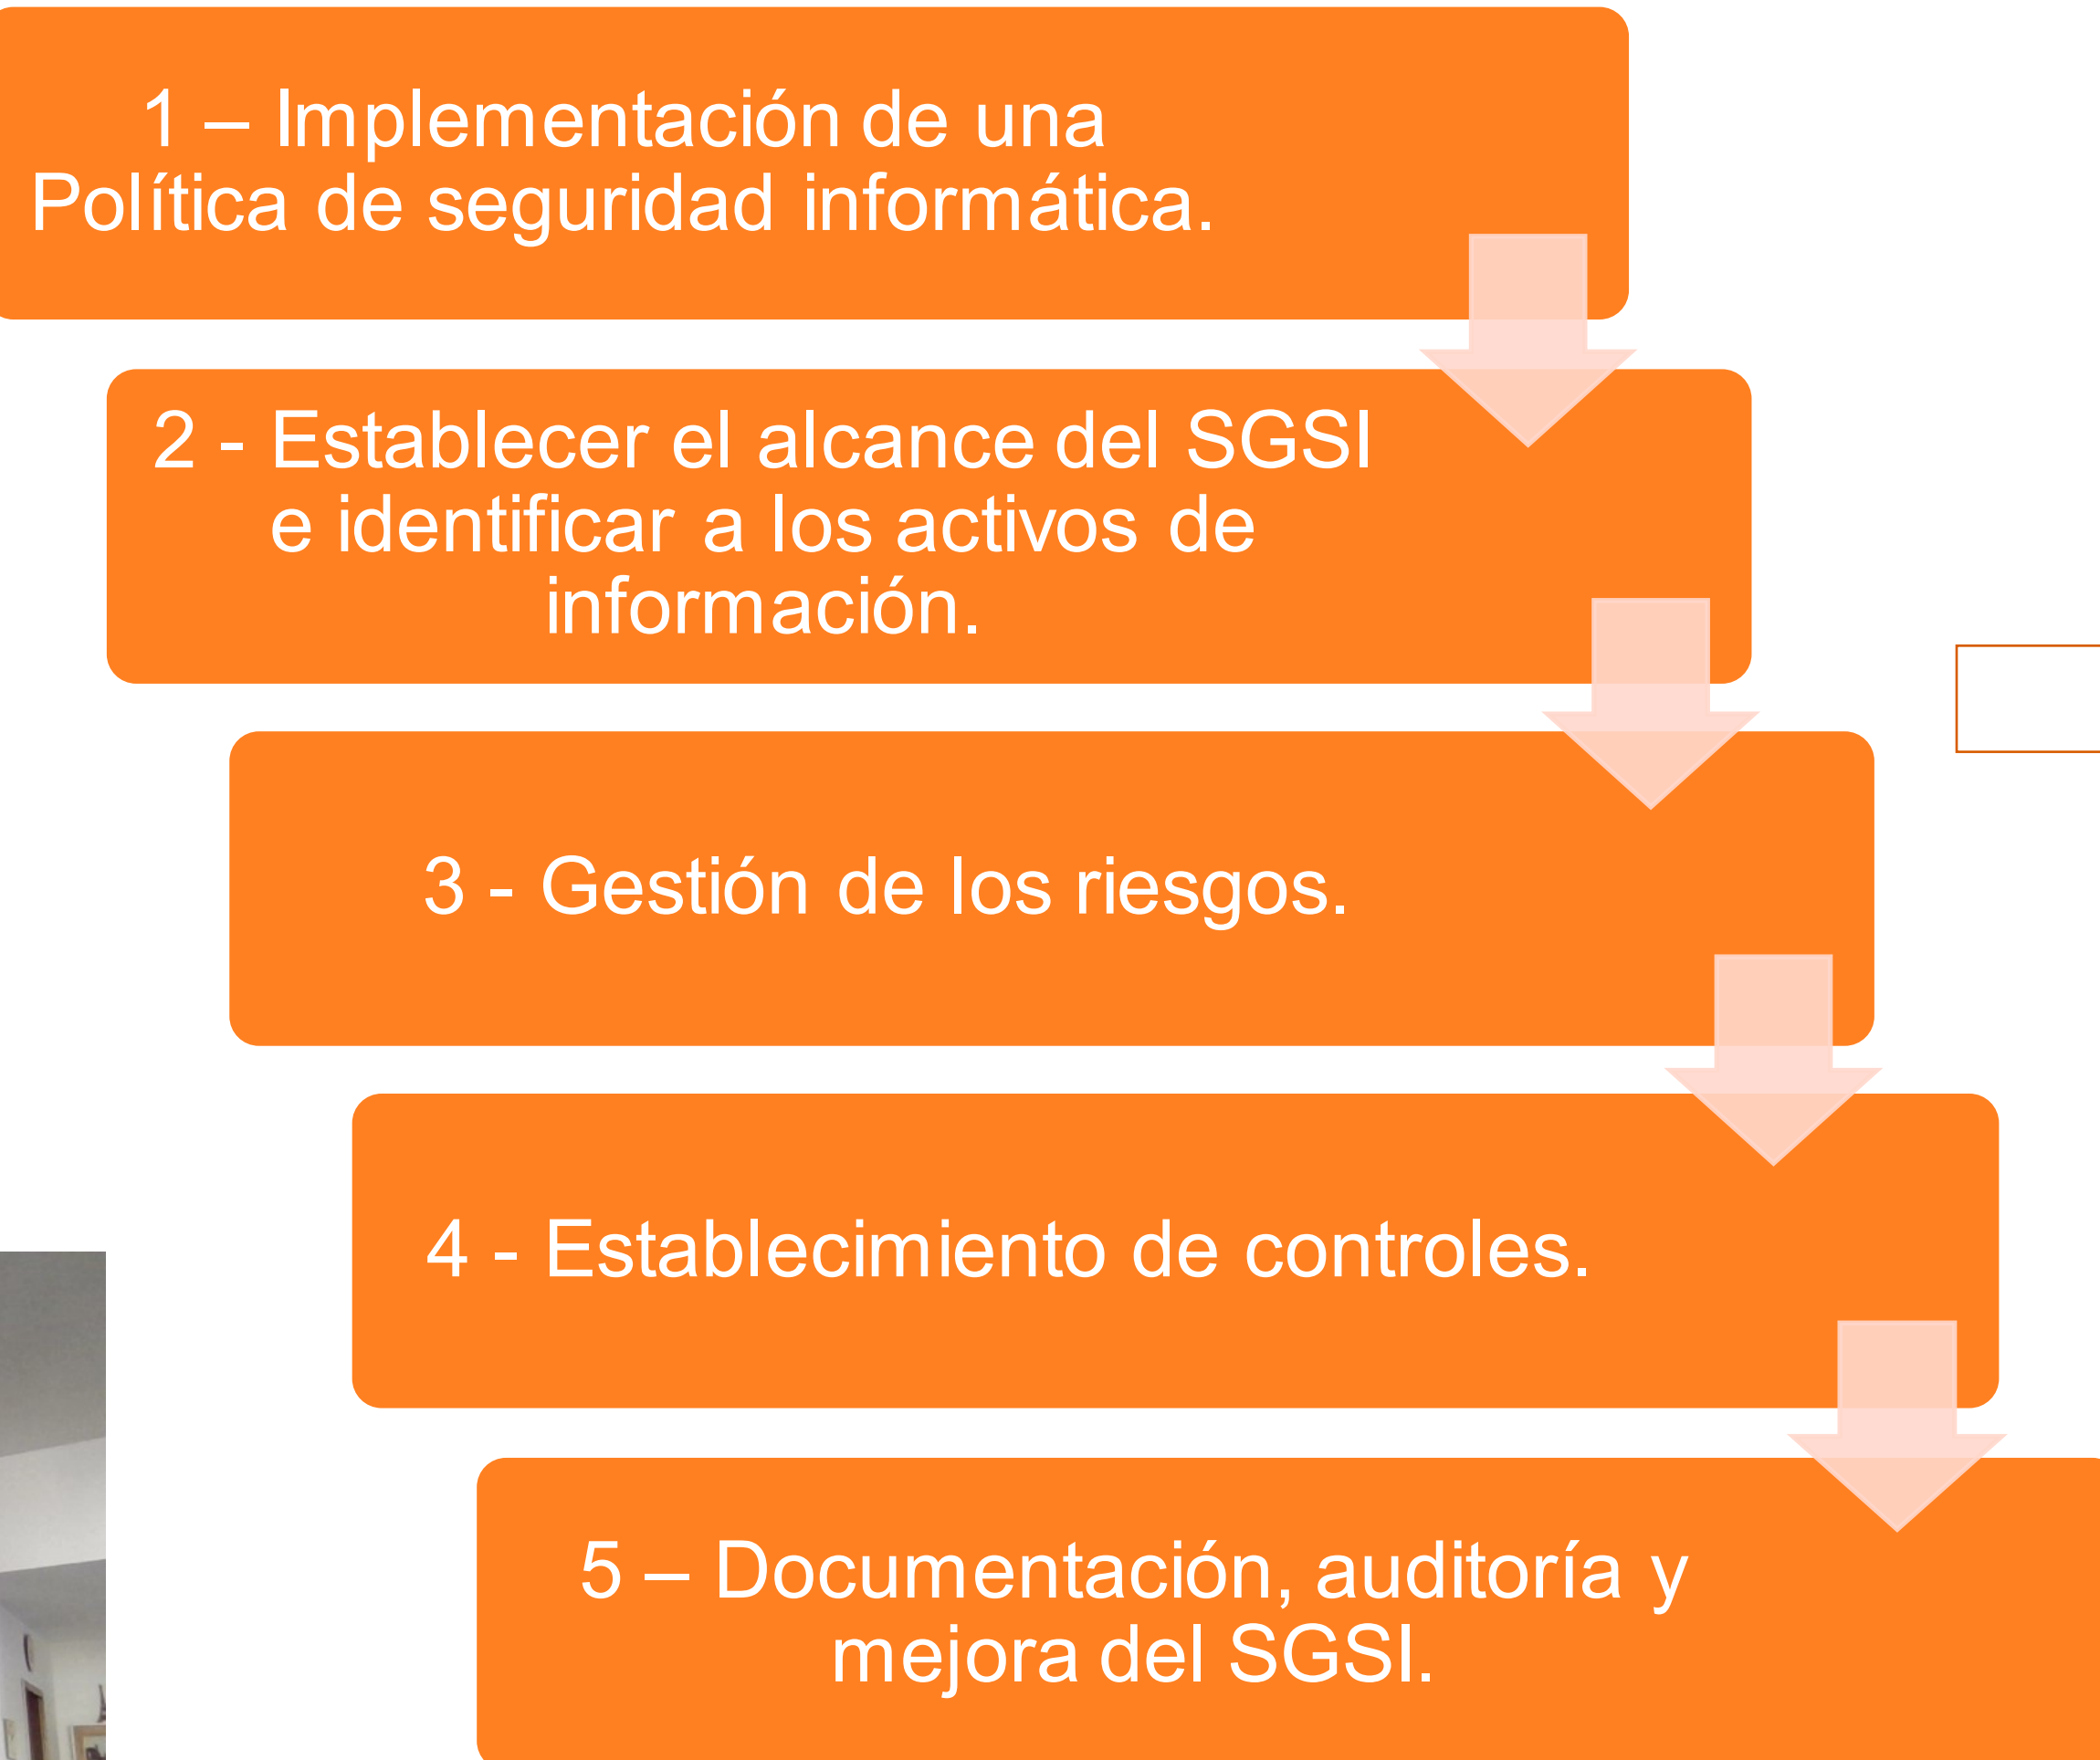 1 – Implementación de una
Política de seguridad informática.
2 - Establecer el alcance del SGSI
e identificar a los activos de
información.
3 - Gestión de los riesgos.
4 - Establecimiento de controles.
5 – Documentación, auditoría y
mejora del SGSI.